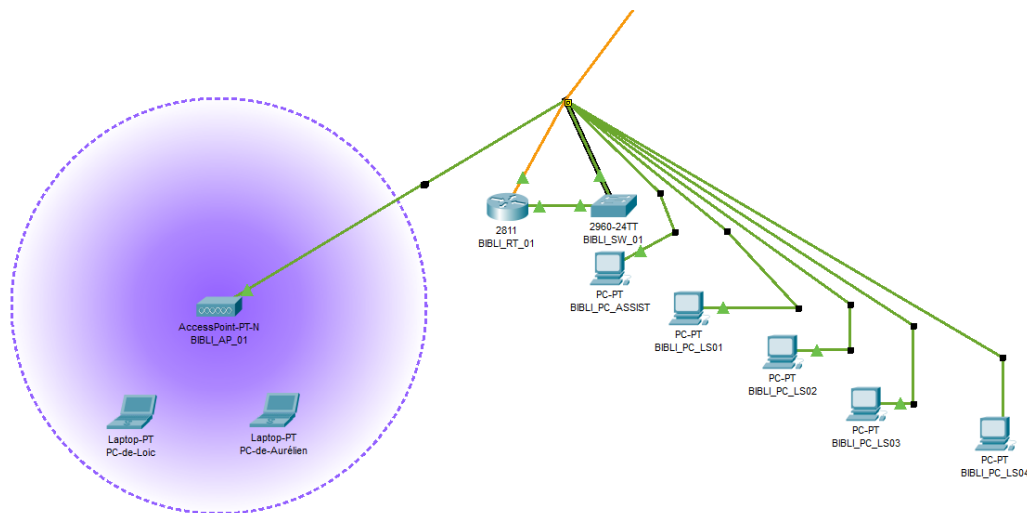 2811
BIBLI_RT_01
2960-24TT
BIBLI_SW_01
PC-PT
BIBLI_PC_ASSIST
AccessPoint-PT-N
BIBLI_AP_01
PC-PT
BIBLI_PC_LS01
PC-PT
BIBLI_PC_LS02
Laptop-PT
PC-de-Loic
Laptop-PT
PC-de-Aurélien
PC-PT
BIBLI_PC_LS03
PC-PT
BIBLI_PC_LS04